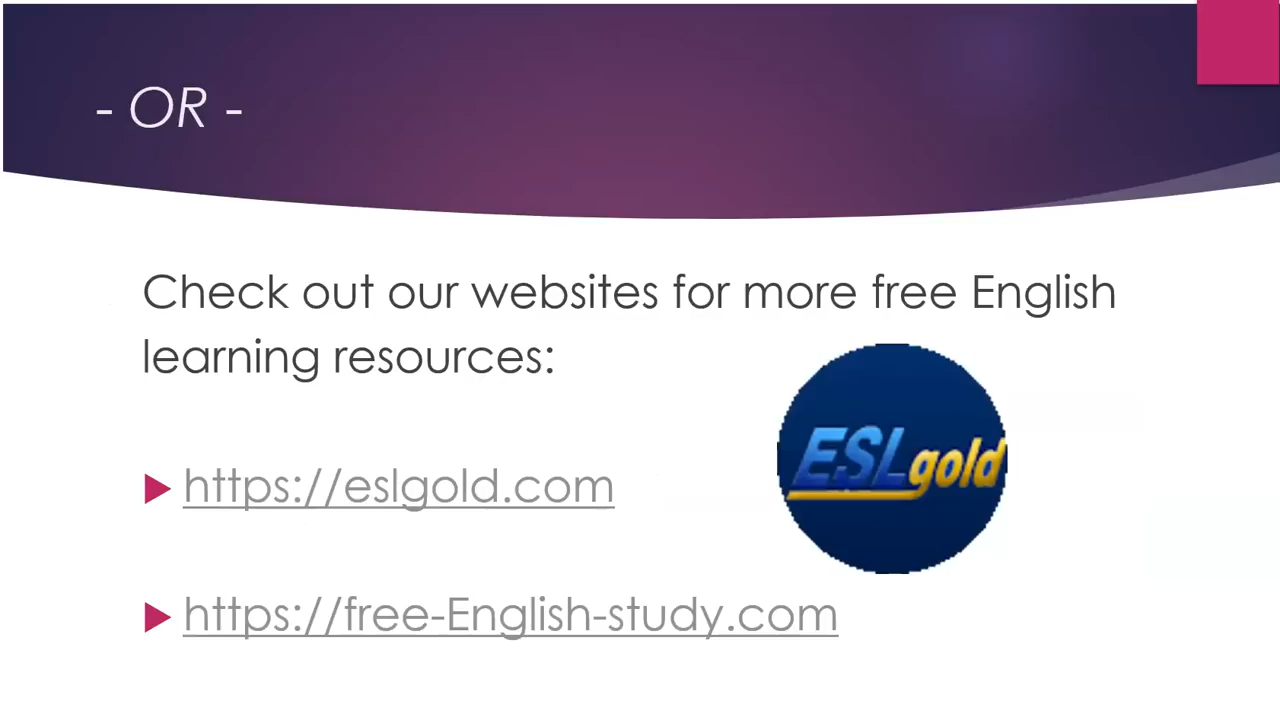 - OR -
Check out our websites for more free English
learning resources:
ESLgold
https://eslgold.com
https://free-English-study.com